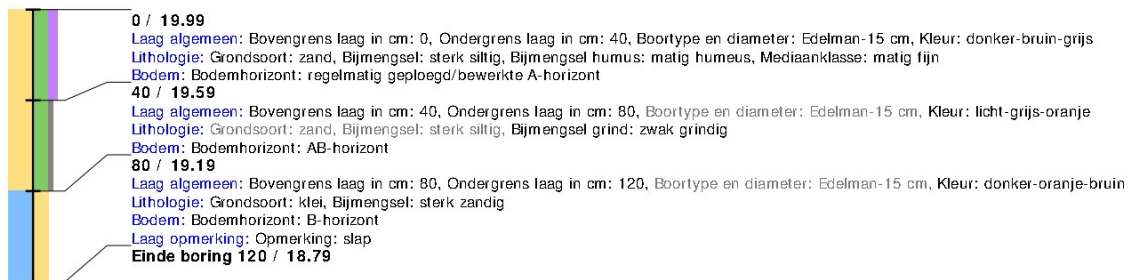 0 / 19.99
Laag algemeen: Bovengrens laag in cm: 0, Ondergrens laag in cm: 40, Boortype en diameter: Edelman-15 cm, Kleur: donker-bruin-grijs
Lithologie: Grondsoort: zand, Bijmengsel: sterk siltig, Bijmengsel humus: matig humeus, Mediaanklasse: matig fijn
Bodem: Bodemhorizont: regelmatig geploegd/bewerkte A-horizont
40 / 19.59
Laag algemeen: Bovengrens laag in cm: 40, Ondergrens laag in cm: 80, Boortype en diameter: Edelman-15 cm, Kleur: licht-grijs-oranje
Lithologie: Grondsoort: zand, Bijmengsel: sterk siltig, Bijmengsel grind: zwak grindig
Bodem: Bodemhorizont: AB-horizont
80 / 19.19
Laag algemeen: Bovengrens laag in cm: 80, Ondergrens laag in cm: 120, Boortype en diameter: Edelman-15 cm, Kleur: donker-oranje-bruin
Lithologie: Grondsoort: klei, Bijmengsel: sterk zandig
Bodem: Bodemhorizont: B-horizont
Laag opmerking: Opmerking: slap
Einde boring 120 / 18.79